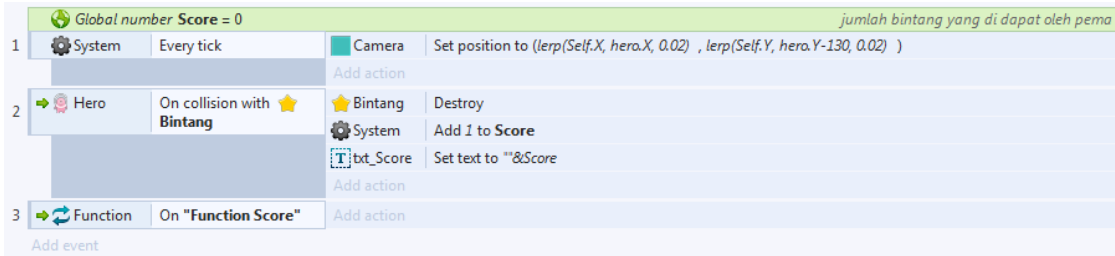 Global number Score = 0 jumlah bintang yang di dapat oleh pema
1 System Every tick Camera Set position to (lerp(Self.X, hero.X, 0.02) , lerp(Self.Y, hero.Y-130, 0.02) )
Add action
2 Hero On collision with Bintang Bintang Destroy
System Add 1 to Score
T txt_Score Set text to ""&Score
Add action
3 Function On "Function Score" Add action
Add event